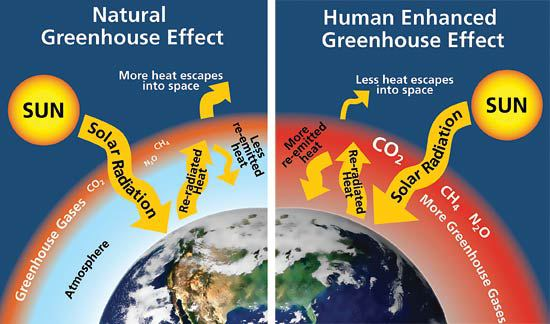 Natural
Greenhouse Effect
More heat escapes
into space
SUN
Solar Radiation
CH4
N2O
CO2
Greenhouse Gases
Atmosphere
Re-radiated
Heat
Less
re-emitted
heat
Human Enhanced
Greenhouse Effect
Less heat escapes
into space
SUN
Solar Radiation
More
re-emitted
heat
Re-radiated
Heat
CO2
CH4 N2O
More Greenhouse Gases